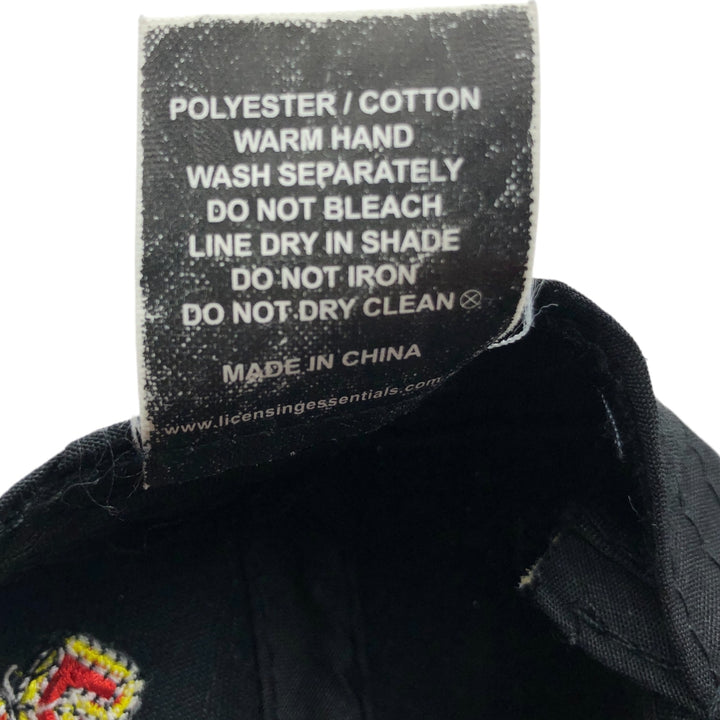 POLYESTER / COTTON
WARM HAND
WASH SEPARATELY
DO NOT BLEACH
LINE DRY IN SHADE
DO NOT IRON
DO NOT DRY CLEAN
MADE IN CHINA
www.licensingessentials.com